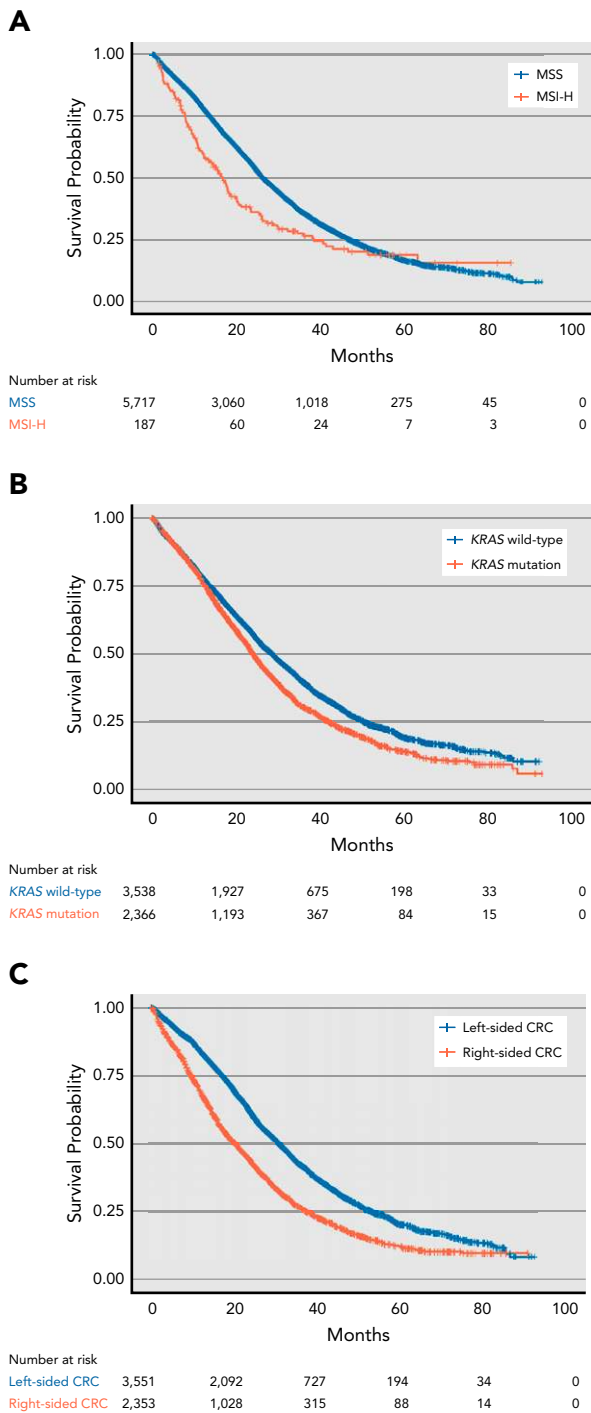 A
1.00
0.75
0.50
0.25
0.00
Survival Probability
MSS
MSI-H
0 20 40 60 80 100
Months
Number at risk
MSS 5,717 3,060 1,018 275 45 0
MSI-H 187 60 24 7 3 0
B
1.00
0.75
0.50
0.25
0.00
Survival Probability
KRAS wild-type
KRAS mutation
0 20 40 60 80 100
Months
Number at risk
KRAS wild-type 3,538 1,927 675 198 33 0
KRAS mutation 2,366 1,193 367 84 15 0
C
1.00
0.75
0.50
0.25
0.00
Survival Probability
Left-sided CRC
Right-sided CRC
0 20 40 60 80 100
Months
Number at risk
Left-sided CRC 3,551 2,092 727 194 34 0
Right-sided CRC 2,353 1,028 315 88 14 0